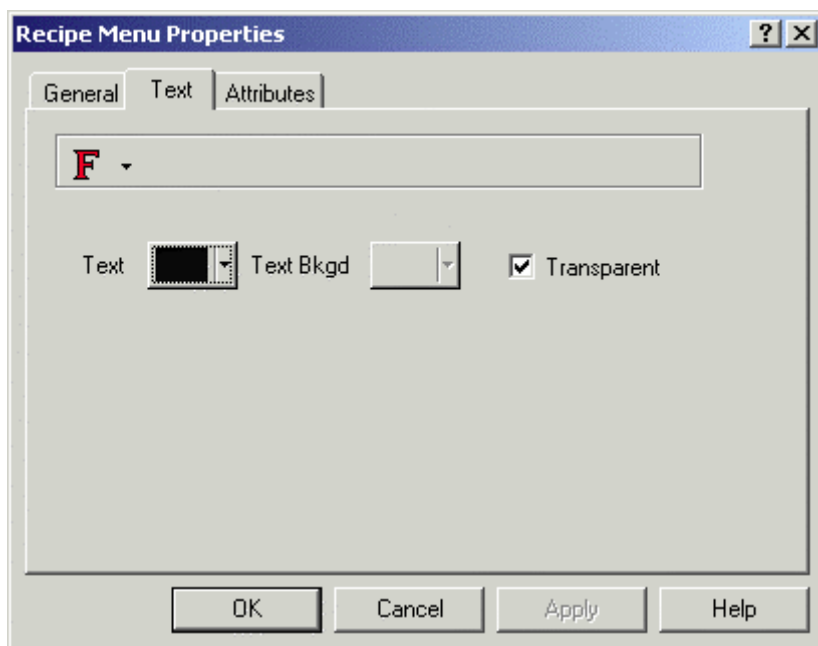 Recipe Menu Properties
General Text Attributes
F
Text Text Bkgd Transparent
OK Cancel Apply Help